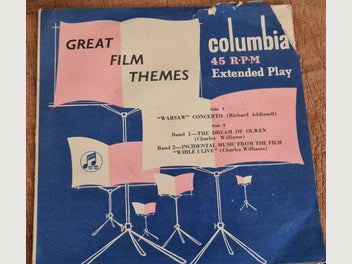 GREAT
FILM
THEMES
columbia
45 R·P·M
Extended Play
Side 1
"WARSAW" CONCERTO (Richard Addinsell)
Side 2
Band 1—THE DREAM OF OLWEN
(Charles Williams)
Band 2—INCIDENTAL MUSIC FROM THE FILM
"WHILE I LIVE" (Charles Williams)